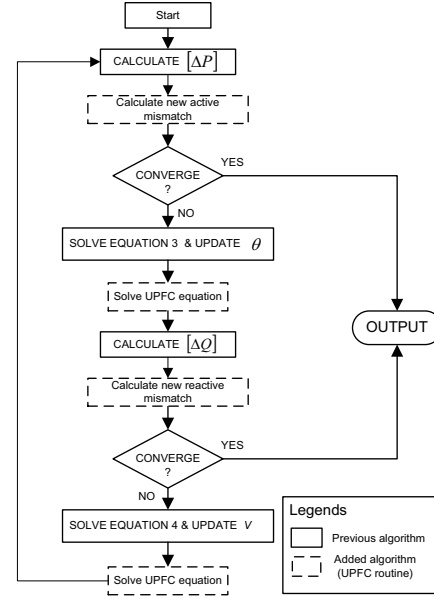 Start
CALCULATE [ΔP]
Calculate new active
mismatch
CONVERGE
?
YES
NO
SOLVE EQUATION 3 & UPDATE θ
Solve UPFC equation
CALCULATE [ΔQ]
Calculate new reactive
mismatch
CONVERGE
?
YES
NO
SOLVE EQUATION 4 & UPDATE V
Solve UPFC equation
OUTPUT
Legends
Previous algorithm
Added algorithm
(UPFC routine)